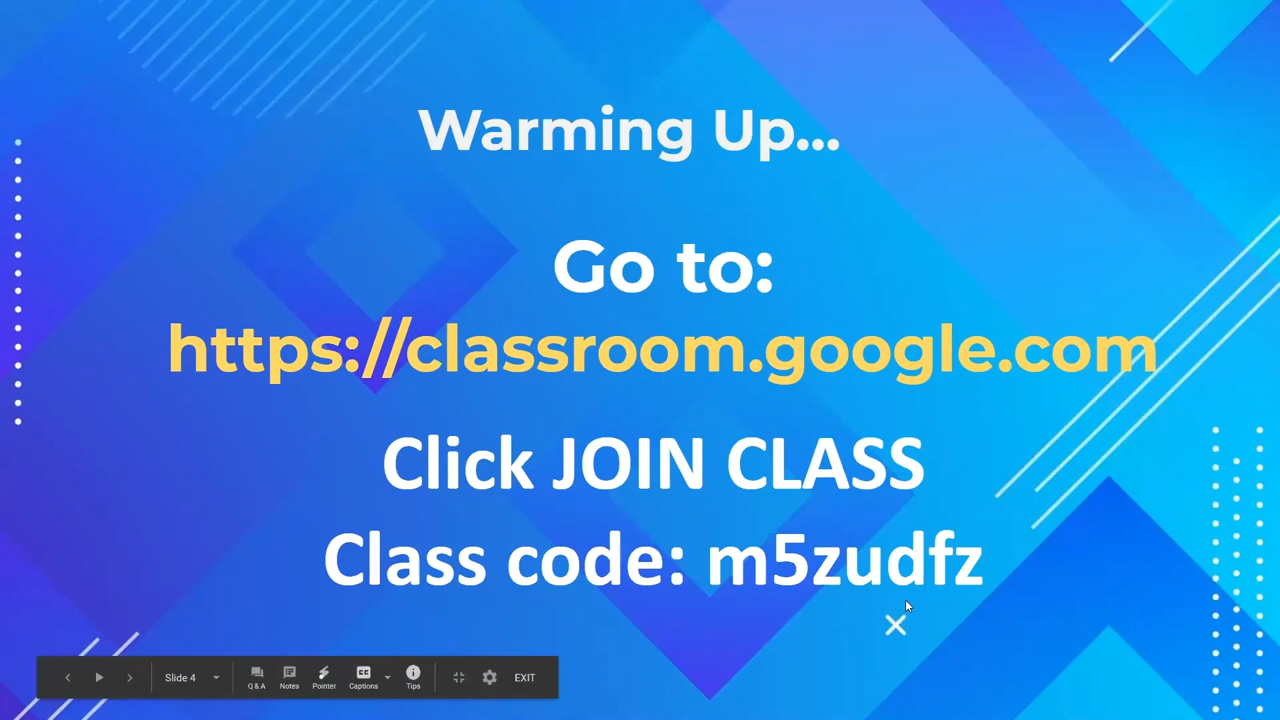 Warming Up...
Go to:
https://classroom.google.com
Click JOIN CLASS
Class code: m5zudfz
Slide 4
Q & A
Notes
Pointer
CC
Captions
Tips
EXIT